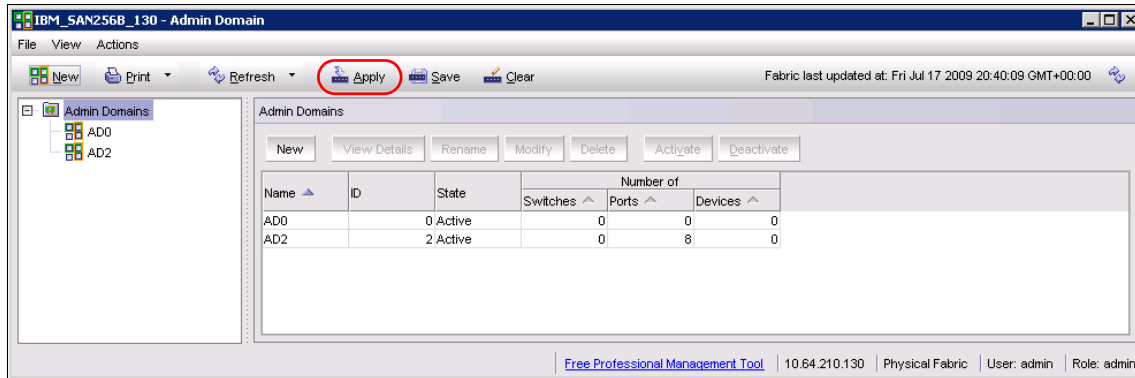 IBM_SAN256B_130 - Admin Domain
File View Actions
New Print Refresh Apply Save Clear Fabric last updated at: Fri Jul 17 2009 20:40:09 GMT+00:00
Admin Domains
AD0
AD2
Admin Domains
New View Details Rename Modify Delete Activate Deactivate
Number of
Name ID State Switches Ports Devices
AD0 0 Active 0 0 0
AD2 2 Active 0 8 0
Free Professional Management Tool 10.64.210.130 Physical Fabric User: admin Role: admin